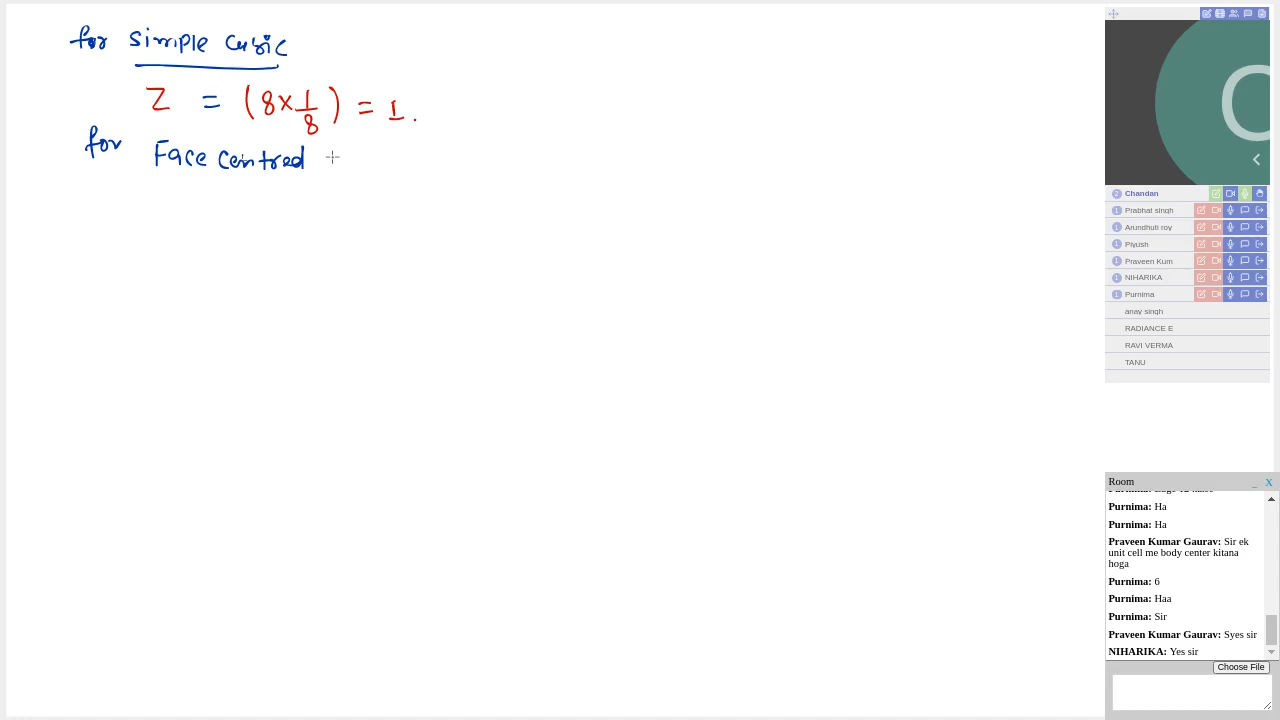 for simple cubic
Z = (8×1/8) = 1.
for Face centred
Chandan
Prabhat singh
Arundhuti roy
Piyush
Praveen Kum
NIHARIKA
Purnima
anay singh
RADIANCE E
RAVI VERMA
TANU
Room _ X
Purnima: Ha
Purnima: Ha
Praveen Kumar Gaurav: Sir ek
unit cell me body center kitana
hoga
Purnima: 6
Purnima: Haa
Purnima: Sir
Praveen Kumar Gaurav: Syes sir
NIHARIKA: Yes sir
Choose File